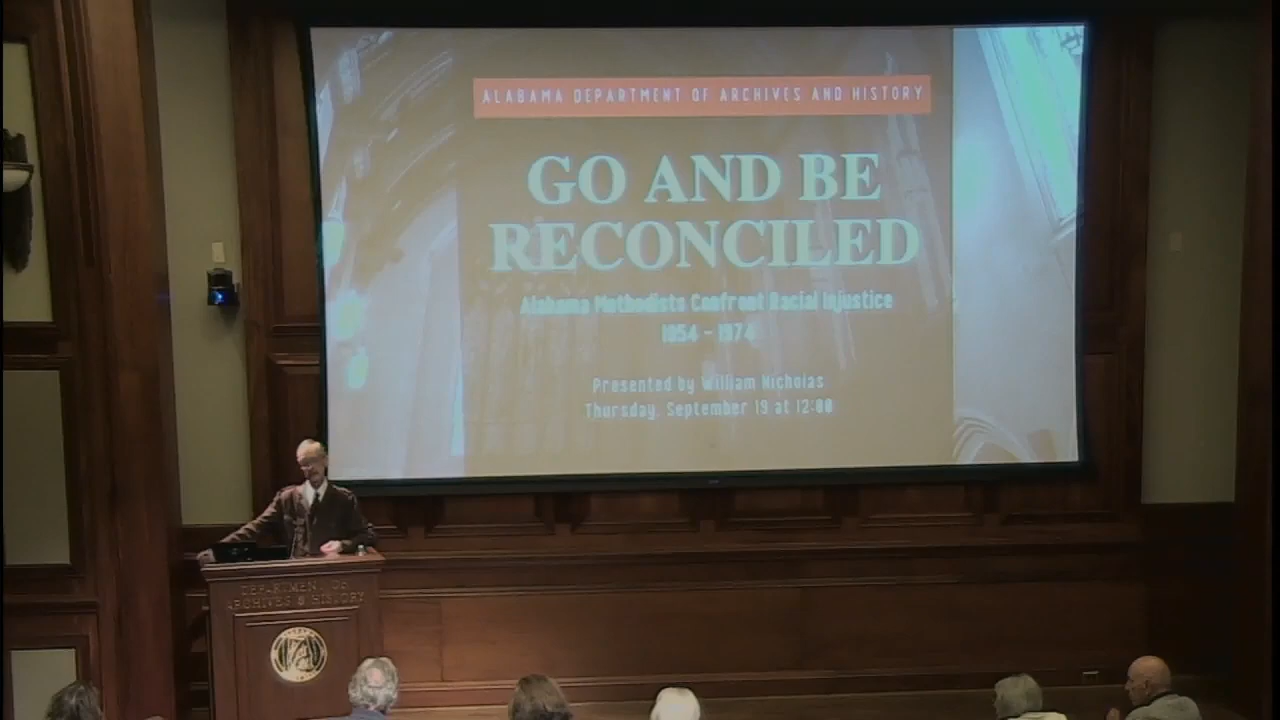 ALABAMA DEPARTMENT OF ARCHIVES AND HISTORY
GO AND BE
RECONCILED
Alabama Methodists Confront Racial Injustice
1954 - 1974
Presented by William Nicholas
Thursday, September 19 at 12:00
DEPARTMENT OF
ARCHIVES & HISTORY